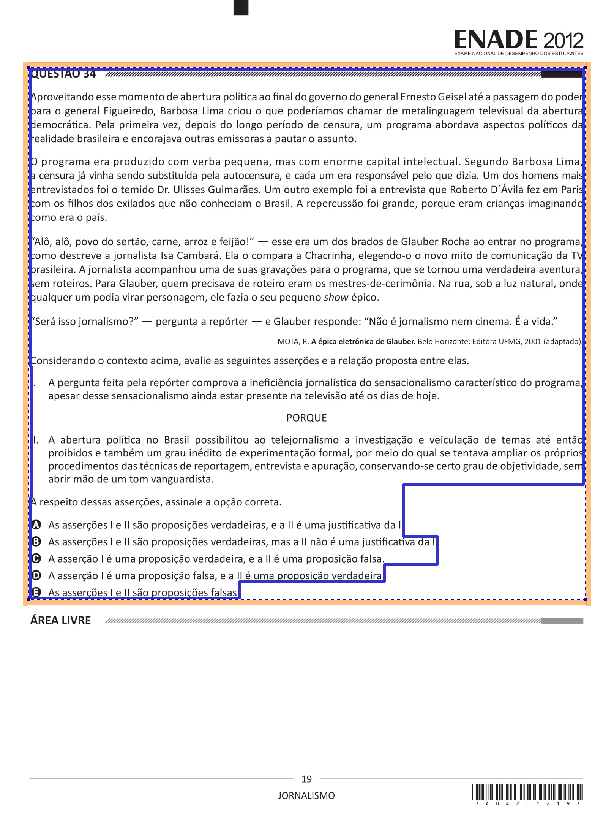 ENADE 2012
EXAME NACIONAL DE DESEMPENHO DOS ESTUDANTES
QUESTÃO 34
Aproveitando esse momento de abertura política ao final do governo do general Ernesto Geisel até a passagem do poder
para o general Figueiredo, Barbosa Lima criou o que poderíamos chamar de metalinguagem televisual da abertura
democrática. Pela primeira vez, depois do longo período de censura, um programa abordava aspectos políticos da
realidade brasileira e encorajava outras emissoras a pautar o assunto.
O programa era produzido com verba pequena, mas com enorme capital intelectual. Segundo Barbosa Lima,
a censura já vinha sendo substituída pela autocensura, e cada um era responsável pelo que dizia. Um dos homens mais
entrevistados foi o temido Dr. Ulisses Guimarães. Um outro exemplo foi a entrevista que Roberto D´Ávila fez em Paris
com os filhos dos exilados que não conheciam o Brasil. A repercussão foi grande, porque eram crianças imaginando
como era o país.
"Alô, alô, povo do sertão, carne, arroz e feijão!" — esse era um dos brados de Glauber Rocha ao entrar no programa,
como descreve a jornalista Isa Cambará. Ela o compara a Chacrinha, elegendo-o o novo mito de comunicação da TV
brasileira. A jornalista acompanhou uma de suas gravações para o programa, que se tornou uma verdadeira aventura,
sem roteiros. Para Glauber, quem precisava de roteiro eram os mestres-de-cerimônia. Na rua, sob a luz natural, onde
qualquer um podia virar personagem, ele fazia o seu pequeno show épico.
"Será isso jornalismo?" — pergunta a repórter — e Glauber responde: "Não é jornalismo nem cinema. É a vida."
MOTA, R. A épica eletrônica de Glauber. Belo Horizonte: Editora UFMG, 2001 (adaptado).
Considerando o contexto acima, avalie as seguintes asserções e a relação proposta entre elas.
I. A pergunta feita pela repórter comprova a ineficiência jornalística do sensacionalismo característico do programa,
apesar desse sensacionalismo ainda estar presente na televisão até os dias de hoje.
PORQUE
II. A abertura política no Brasil possibilitou ao telejornalismo a investigação e veiculação de temas até então
proibidos e também um grau inédito de experimentação formal, por meio do qual se tentava ampliar os próprios
procedimentos das técnicas de reportagem, entrevista e apuração, conservando-se certo grau de objetividade, sem
abrir mão de um tom vanguardista.
A respeito dessas asserções, assinale a opção correta.
A As asserções I e II são proposições verdadeiras, e a II é uma justificativa da I.
B As asserções I e II são proposições verdadeiras, mas a II não é uma justificativa da I.
C A asserção I é uma proposição verdadeira, e a II é uma proposição falsa.
D A asserção I é uma proposição falsa, e a II é uma proposição verdadeira.
E As asserções I e II são proposições falsas.
ÁREA LIVRE
19
JORNALISMO